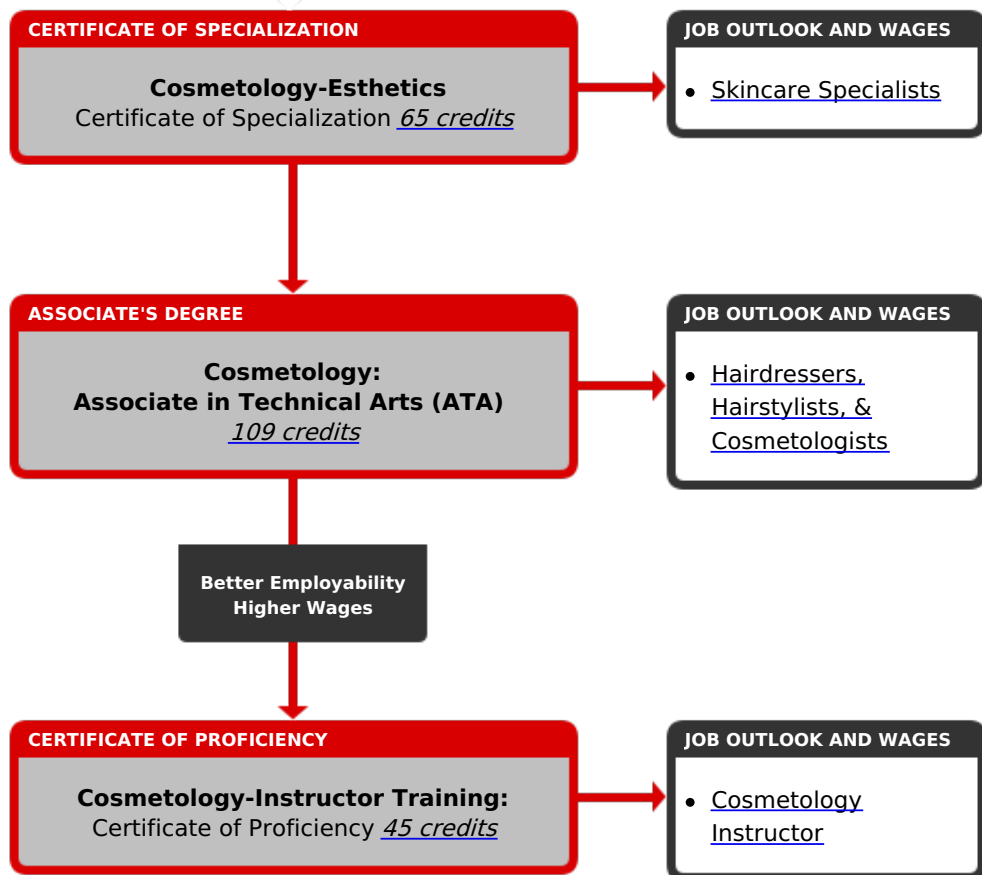 CERTIFICATE OF SPECIALIZATION
Cosmetology-Esthetics
Certificate of Specialization 65 credits
JOB OUTLOOK AND WAGES
• Skincare Specialists
ASSOCIATE'S DEGREE
Cosmetology:
Associate in Technical Arts (ATA)
109 credits
JOB OUTLOOK AND WAGES
• Hairdressers,
Hairstylists, &
Cosmetologists
Better Employability
Higher Wages
CERTIFICATE OF PROFICIENCY
Cosmetology-Instructor Training:
Certificate of Proficiency 45 credits
JOB OUTLOOK AND WAGES
• Cosmetology
Instructor